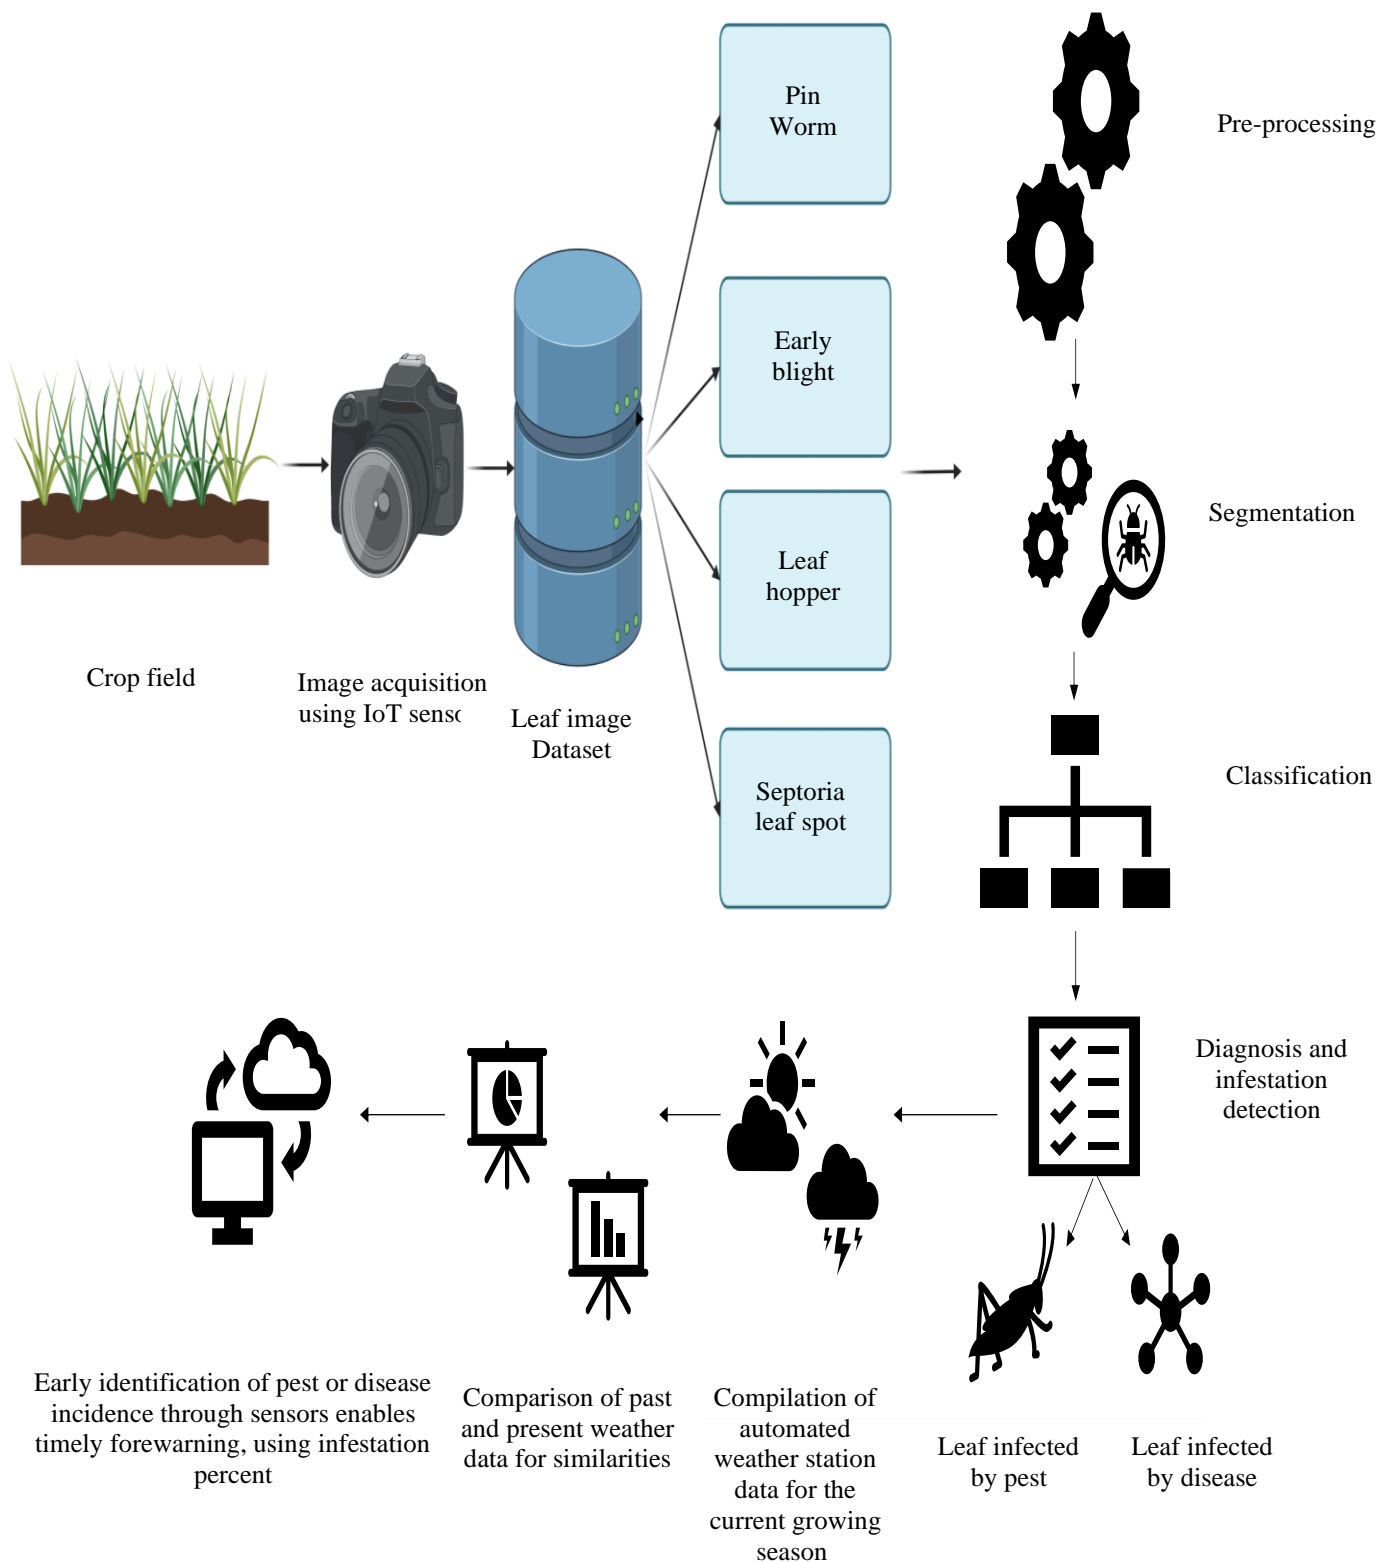 Pin
Worm
Pre-processing
Early
blight
Segmentation
Leaf
hopper
Crop field
Image acquisition
using IoT senso
Leaf image
Dataset
Septoria
leaf spot
Classification
Diagnosis and
infestation
detection
Early identification of pest or disease
incidence through sensors enables
timely forewarning, using infestation
percent
Comparison of past
and present weather
data for similarities
Compilation of
automated
weather station
data for the
current growing
season
Leaf infected
by pest
Leaf infected
by disease